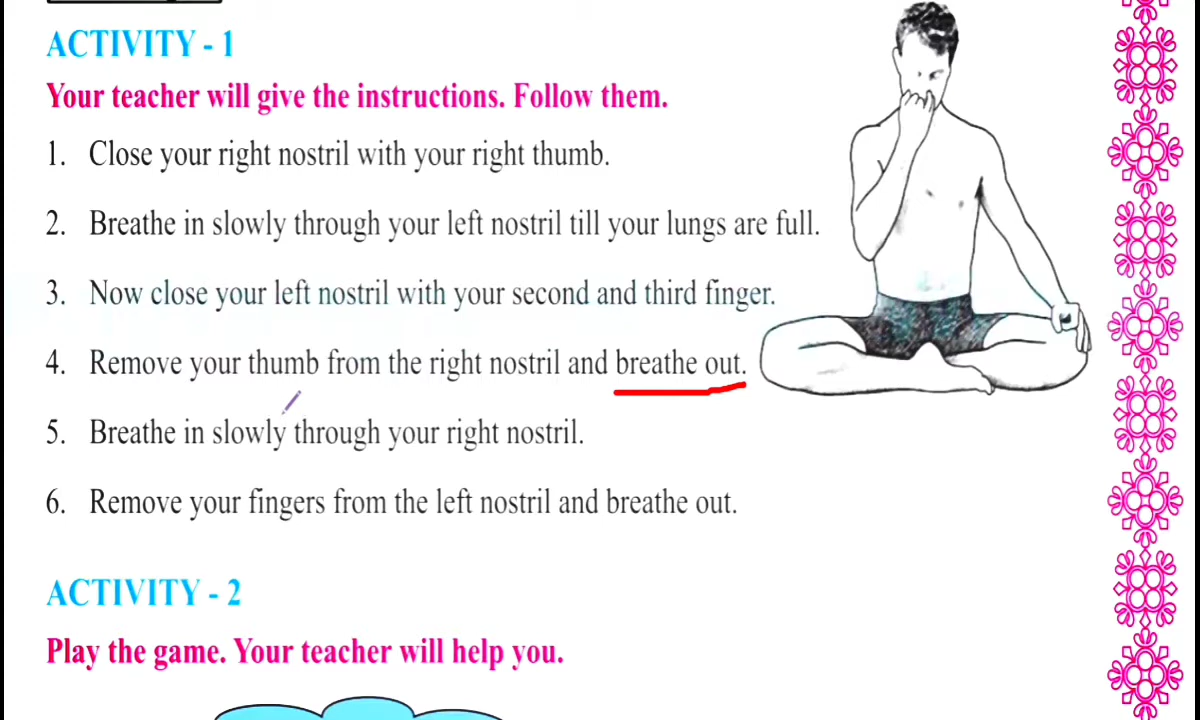 ACTIVITY - 1
Your teacher will give the instructions. Follow them.
1. Close your right nostril with your right thumb.
2. Breathe in slowly through your left nostril till your lungs are full.
3. Now close your left nostril with your second and third finger.
4. Remove your thumb from the right nostril and breathe out.
5. Breathe in slowly through your right nostril.
6. Remove your fingers from the left nostril and breathe out.
ACTIVITY - 2
Play the game. Your teacher will help you.